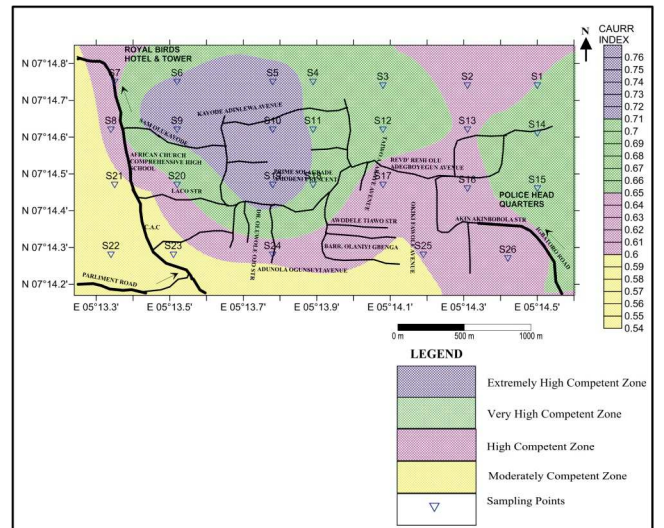 ROYAL BIRDS
HOTEL & TOWER
N
CAURR
INDEX
N 07°14.8'
N 07°14.7'
N 07°14.6'
N 07°14.5'
N 07°14.4'
N 07°14.3'
N 07°14.2'
S7
S6
S5
S4
S3
S2
S1
KAYODE ADINLEWA AVENUE
SAM OLUKAYODE
S8
S9
S10
S11
S12
S13
S14
AFRICAN CHURCH
COMPREHENSIVE HIGH
SCHOOL
REVD' REMI OLU
ADEGBOYEGUN AVENUE
S21
S20
S17
S16
S15
LACO STR
POLICE HEAD
QUARTERS
C.A.C
AWODELE TIAWO STR
AKIN AKINBOBOLA STR
S22
S23
S24
BARR. OLANIYI GBENGA
S25
S26
ADUNOLA OGUNSEYI AVENUE
PARLIMENT ROAD
E 05°13.3'
E 05°13.5'
E 05°13.7'
E 05°13.9'
E 05°14.1'
E 05°14.3'
E 05°14.5'
0.76
0.74
0.73
0.72
0.71
0.7
0.69
0.68
0.67
0.66
0.65
0.64
0.63
0.62
0.61
0.6
0.59
0.58
0.57
0.56
0.55
0.54
0 m
500 m
1000 m
LEGEND
Extremely High Competent Zone
Very High Competent Zone
High Competent Zone
Moderately Competent Zone
Sampling Points